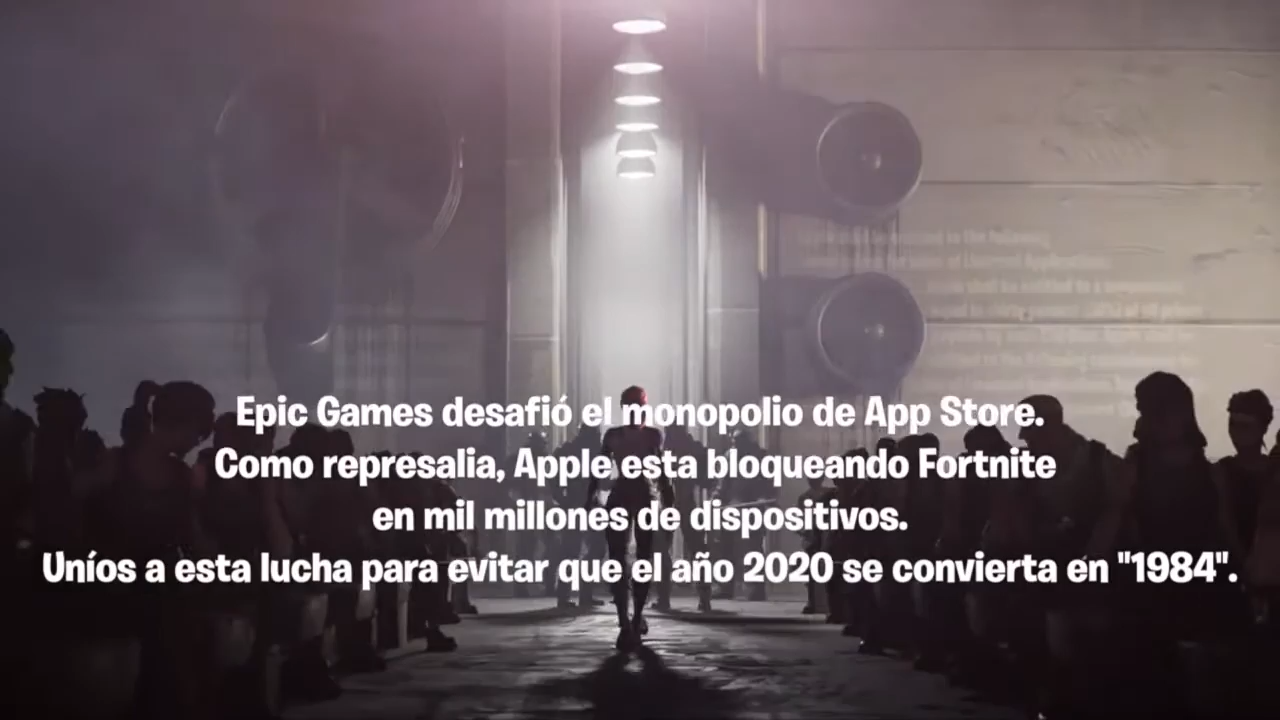 Epic Games desafió el monopolio de App Store.
Como represalia, Apple esta bloqueando Fortnite
en mil millones de dispositivos.
Uníos a esta lucha para evitar que el año 2020 se convierta en "1984".